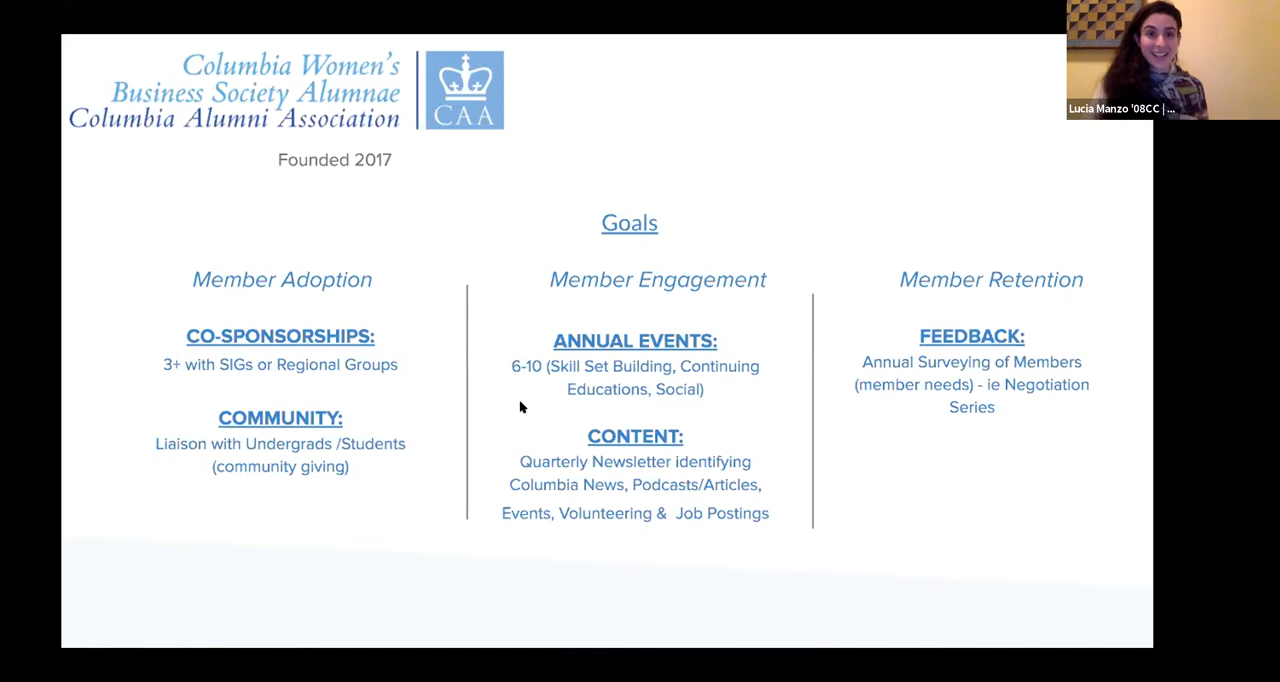 Columbia Women's
Business Society Alumnae
Columbia Alumni Association
CAA
Founded 2017
Lucia Manzo '08CC | ...
Goals
Member Adoption
CO-SPONSORSHIPS:
3+ with SIGs or Regional Groups
COMMUNITY:
Liaison with Undergrads /Students
(community giving)
Member Engagement
ANNUAL EVENTS:
6-10 (Skill Set Building, Continuing
Educations, Social)
CONTENT:
Quarterly Newsletter identifying
Columbia News, Podcasts/Articles,
Events, Volunteering & Job Postings
Member Retention
FEEDBACK:
Annual Surveying of Members
(member needs) - ie Negotiation
Series